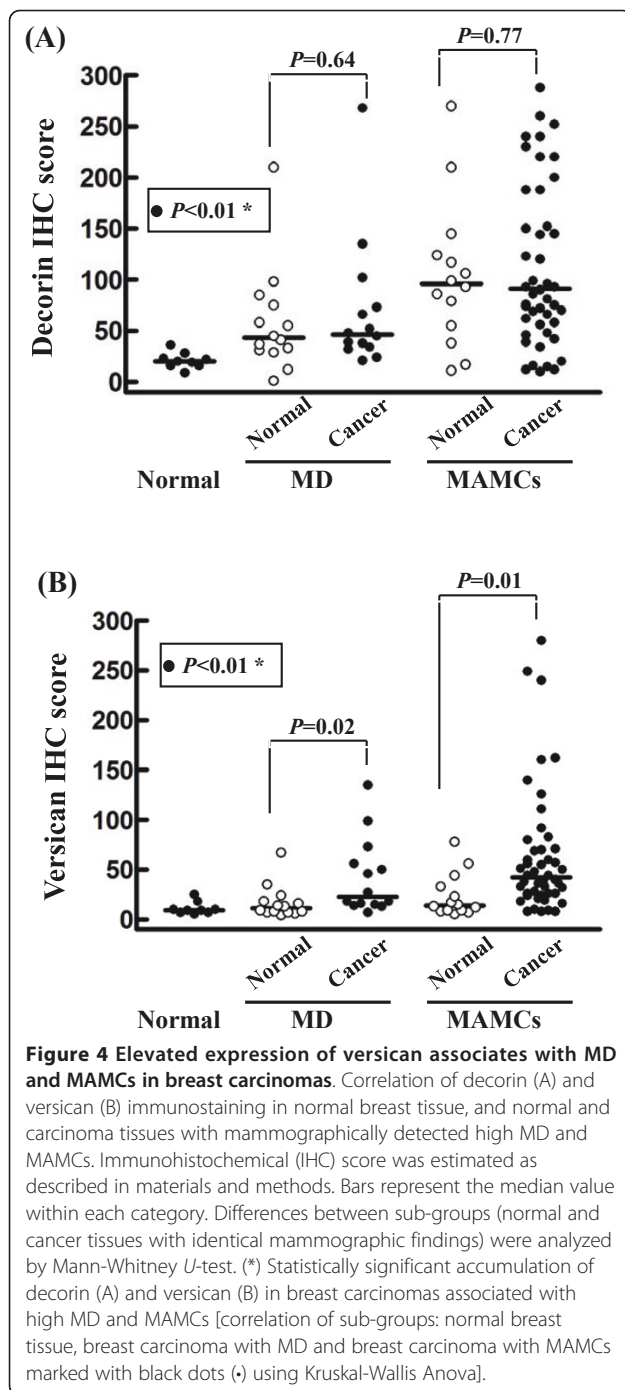 (A)
P=0.64
P=0.77
300
250
200
150
100
50
0
Decorin IHC score
• P<0.01 *
Normal
Cancer
Normal
Cancer
Normal
MD
MAMCs
(B)
P=0.01
300
250
200
150
100
50
0
Versican IHC score
• P<0.01 *
P=0.02
Normal
Cancer
Normal
Cancer
Normal
MD
MAMCs
Figure 4 Elevated expression of versican associates with MD
and MAMCs in breast carcinomas. Correlation of decorin (A) and
versican (B) immunostaining in normal breast tissue, and normal and
carcinoma tissues with mammographically detected high MD and
MAMCs. Immunohistochemical (IHC) score was estimated as
described in materials and methods. Bars represent the median value
within each category. Differences between sub-groups (normal and
cancer tissues with identical mammographic findings) were analyzed
by Mann-Whitney U-test. (*) Statistically significant accumulation of
decorin (A) and versican (B) in breast carcinomas associated with
high MD and MAMCs [correlation of sub-groups: normal breast
tissue, breast carcinoma with MD and breast carcinoma with MAMCs
marked with black dots (•) using Kruskal-Wallis Anova].